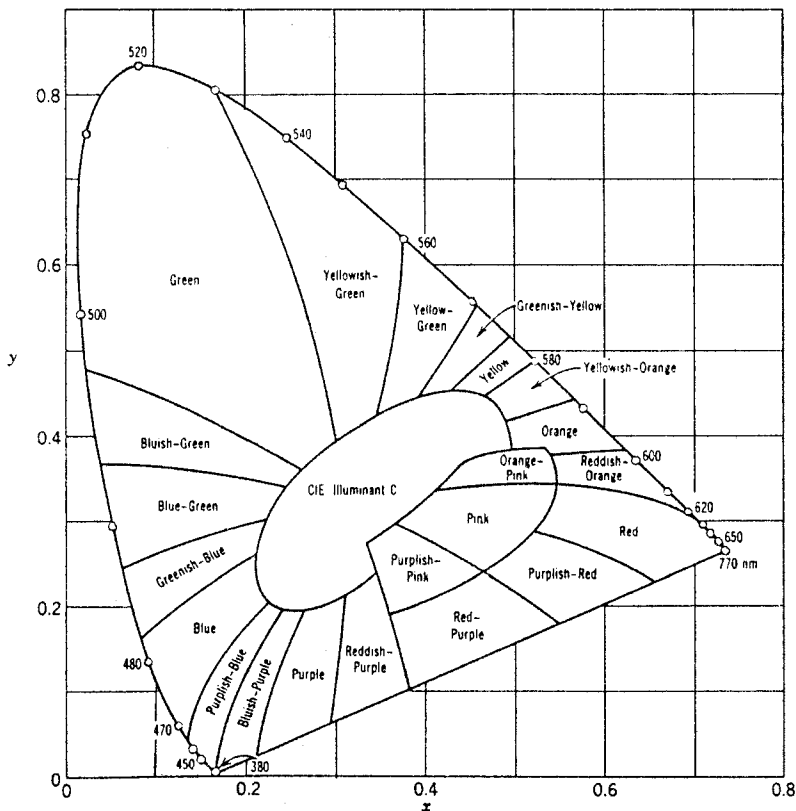 520
540
0.8
560
0.6
Green
Yellowish-
Green
Yellow-
Green
Greenish-Yellow
500
y
580
Yellow
Yellowish-Orange
0.4
Bluish-Green
Orange
600
Orange-
Pink
Reddish-
Orange
CIE Illuminant C
Blue-Green
Pink
620
Red
650
770 nm
Greenish-Blue
Purplish-
Pink
Purplish-Red
0.2
Blue
Red-
Purple
480
Purplish-Blue
Bluish-Purple
Purple
Reddish-
Purple
470
450
380
0
0
0.2
0.4
0.6
0.8
x